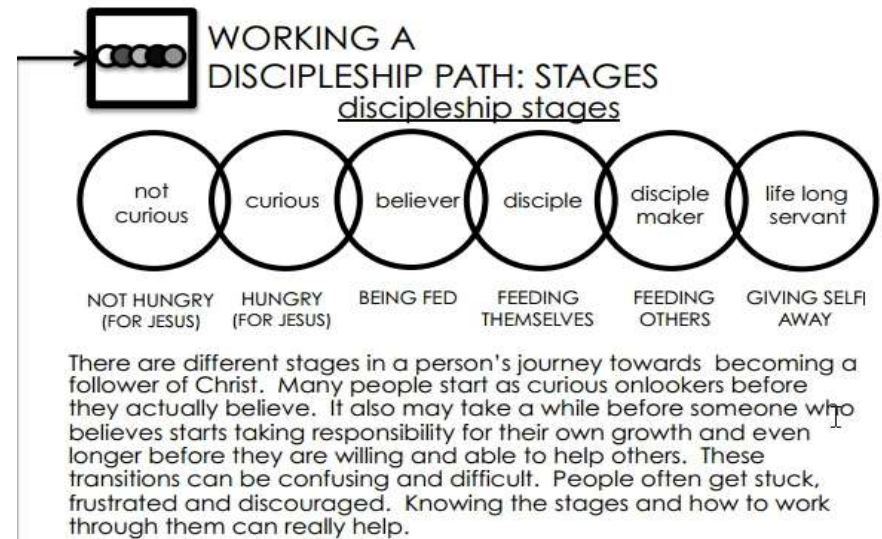 WORKING A
DISCIPLESHIP PATH: STAGES
discipleship stages
not
curious
curious
believer
disciple
disciple
maker
life long
servant
NOT HUNGRY
(FOR JESUS)
HUNGRY
(FOR JESUS)
BEING FED
FEEDING
THEMSELVES
FEEDING
OTHERS
GIVING SELF
AWAY
There are different stages in a person's journey towards becoming a
follower of Christ. Many people start as curious onlookers before
they actually believe. It also may take a while before someone who
believes starts taking responsibility for their own growth and even
longer before they are willing and able to help others. These
transitions can be confusing and difficult. People often get stuck,
frustrated and discouraged. Knowing the stages and how to work
through them can really help.